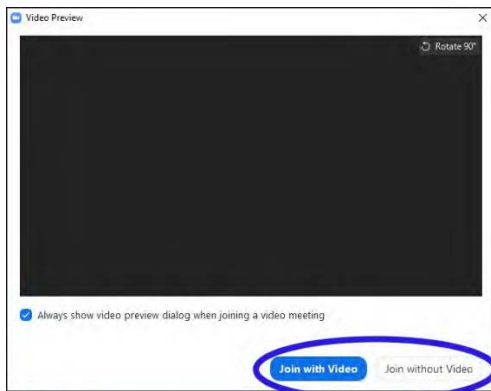 Video Preview
Rotate 90°
Always show video preview dialog when joining a video meeting
Join with Video Join without Video